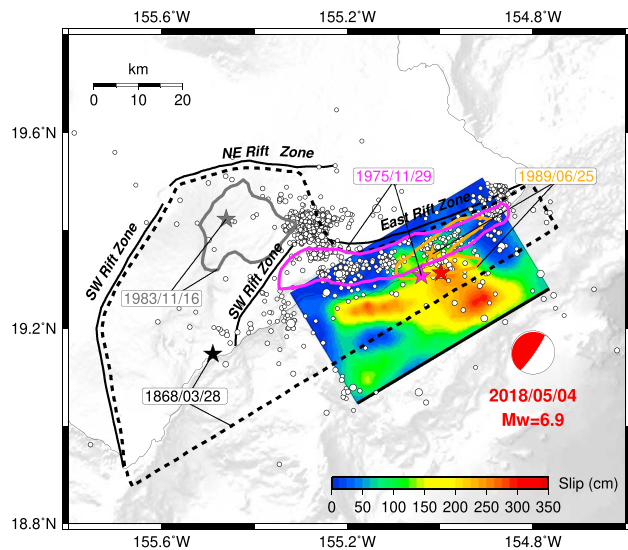 155.6°W 155.2°W 154.8°W
km
0 10 20
19.6°N
NE Rift Zone
1975/11/29
1989/06/25
East Rift Zone
SW Rift Zone
SW Rift Zone
1983/11/16
19.2°N
1868/03/28
2018/05/04
Mw=6.9
Slip (cm)
0 50 100 150 200 250 300 350
18.8°N
155.6°W 155.2°W 154.8°W